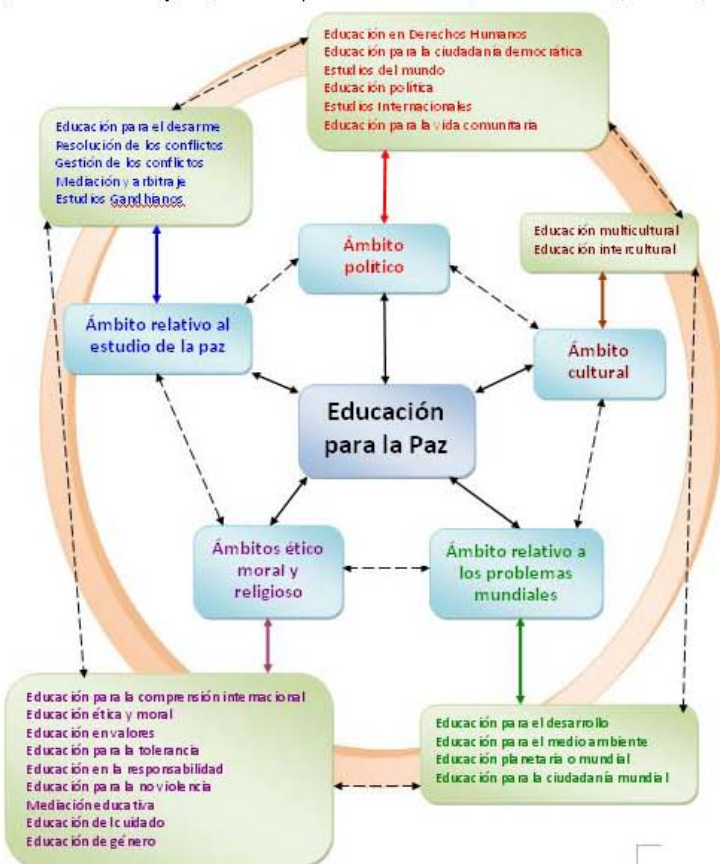 Educación en Derechos Humanos
Educación para la ciudadanía democrática
Estudios del mundo
Educación política
Estudios Internacionales
Educación para la vida comunitaria
Educación para el desarme
Resolución de los conflictos
Gestión de los conflictos
Mediación y arbitraje
Estudios Gandhianos
Educación multicultural
Educación intercultural
Ámbito
político
Ámbito relativo al
estudio de la paz
Ámbito
cultural
Educación
para la Paz
Ámbitos ético
moral y
religioso
Ámbito relativo a
los problemas
mundiales
Educación para la comprensión internacional
Educación ética y moral
Educación en valores
Educación para la tolerancia
Educación en la responsabilidad
Educación para la no violencia
Mediación educativa
Educación del cuidado
Educación de género
Educación para el desarrollo
Educación para el medio ambiente
Educación planetaria o mundial
Educación para la ciudadanía mundial